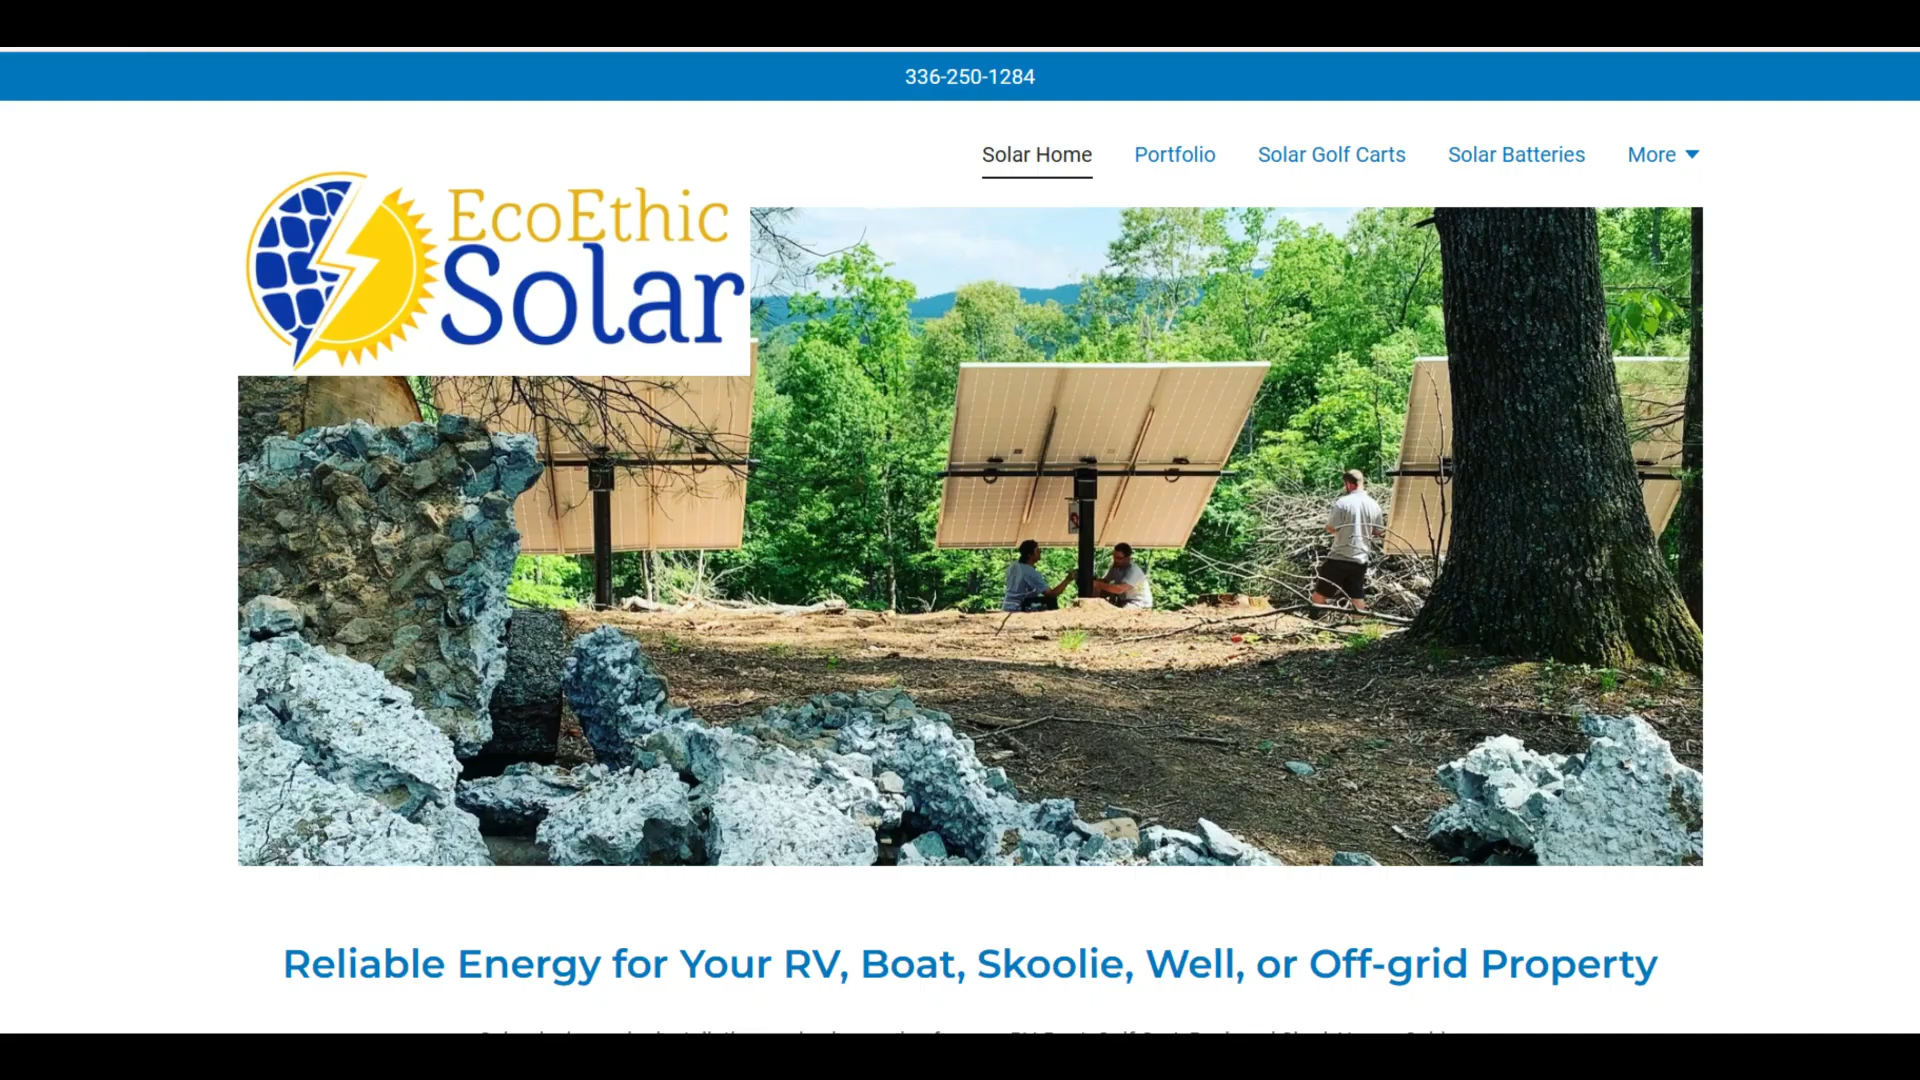 336-250-1284
Solar Home Portfolio Solar Golf Carts Solar Batteries More
EcoEthic
Solar
Reliable Energy for Your RV, Boat, Skoolie, Well, or Off-grid Property